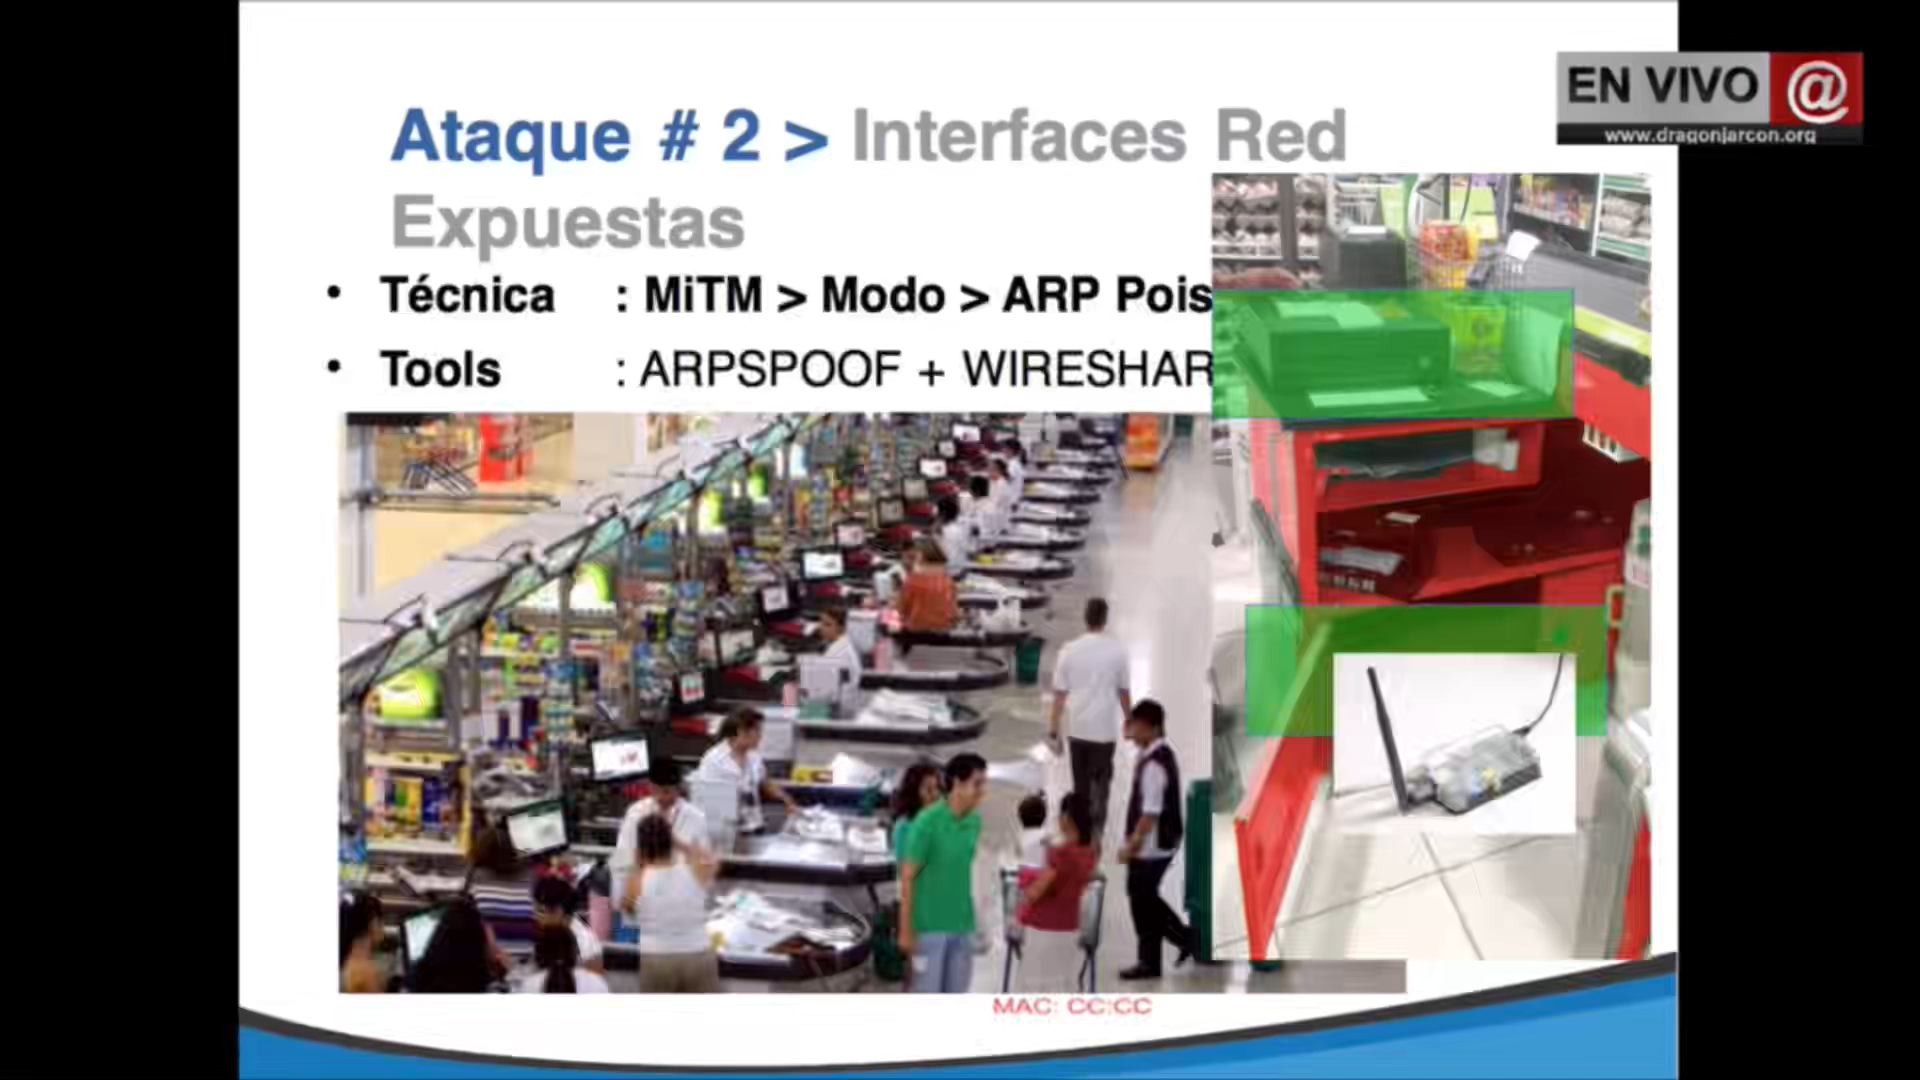 EN VIVO @
www.dragonjarcon.org
Ataque # 2 > Interfaces Red
Expuestas
• Técnica : MiTM > Modo > ARP Pois
• Tools : ARPSPOOF + WIRESHAR
MAC: CC:CC